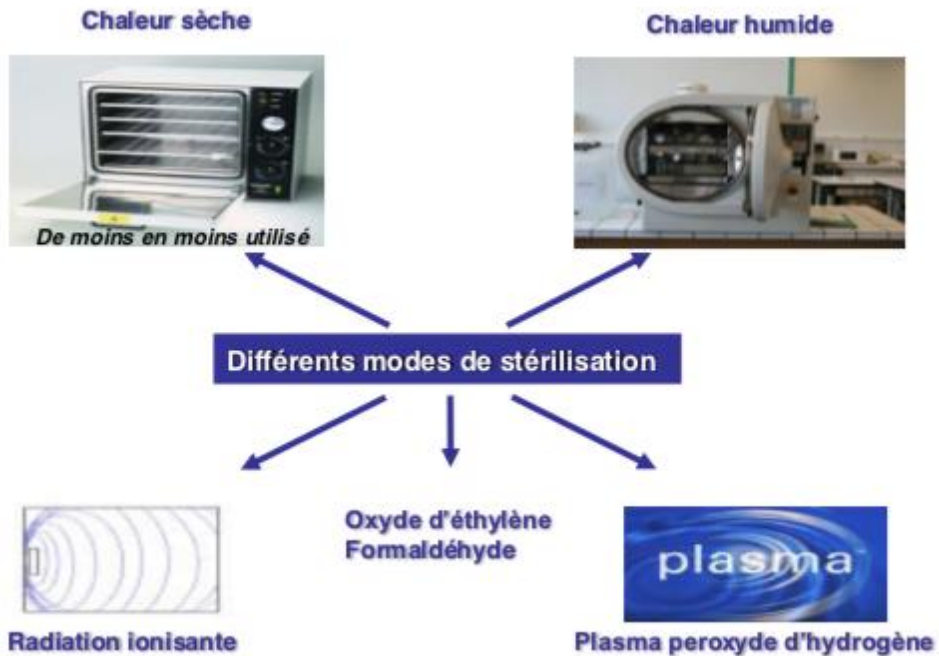 Chaleur sèche
Chaleur humide
De moins en moins utilisé
Différents modes de stérilisation
Oxyde d'éthylène
Formaldéhyde
plasma
Radiation ionisante
Plasma peroxyde d'hydrogène